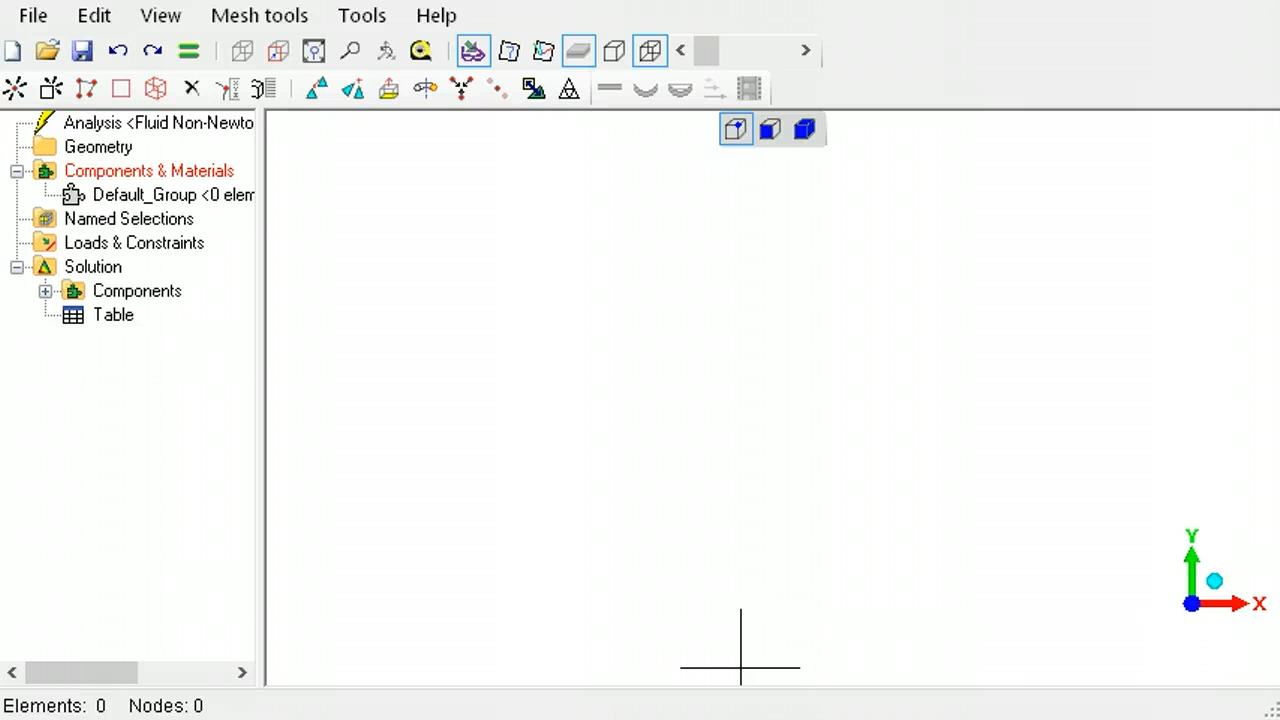 File Edit View Mesh tools Tools Help
Analysis <Fluid Non-Newto
Geometry
Components & Materials
Default_Group <0 elem
Named Selections
Loads & Constraints
Solution
Components
Table
Y
X
Elements: 0 Nodes: 0